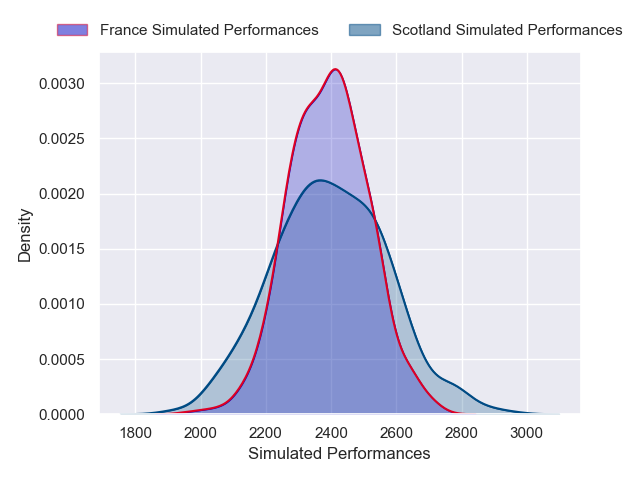 France Simulated Performances
Scotland Simulated Performances
Density
0.0030
0.0025
0.0020
0.0015
0.0010
0.0005
0.0000
1800 2000 2200 2400 2600 2800 3000
Simulated Performances